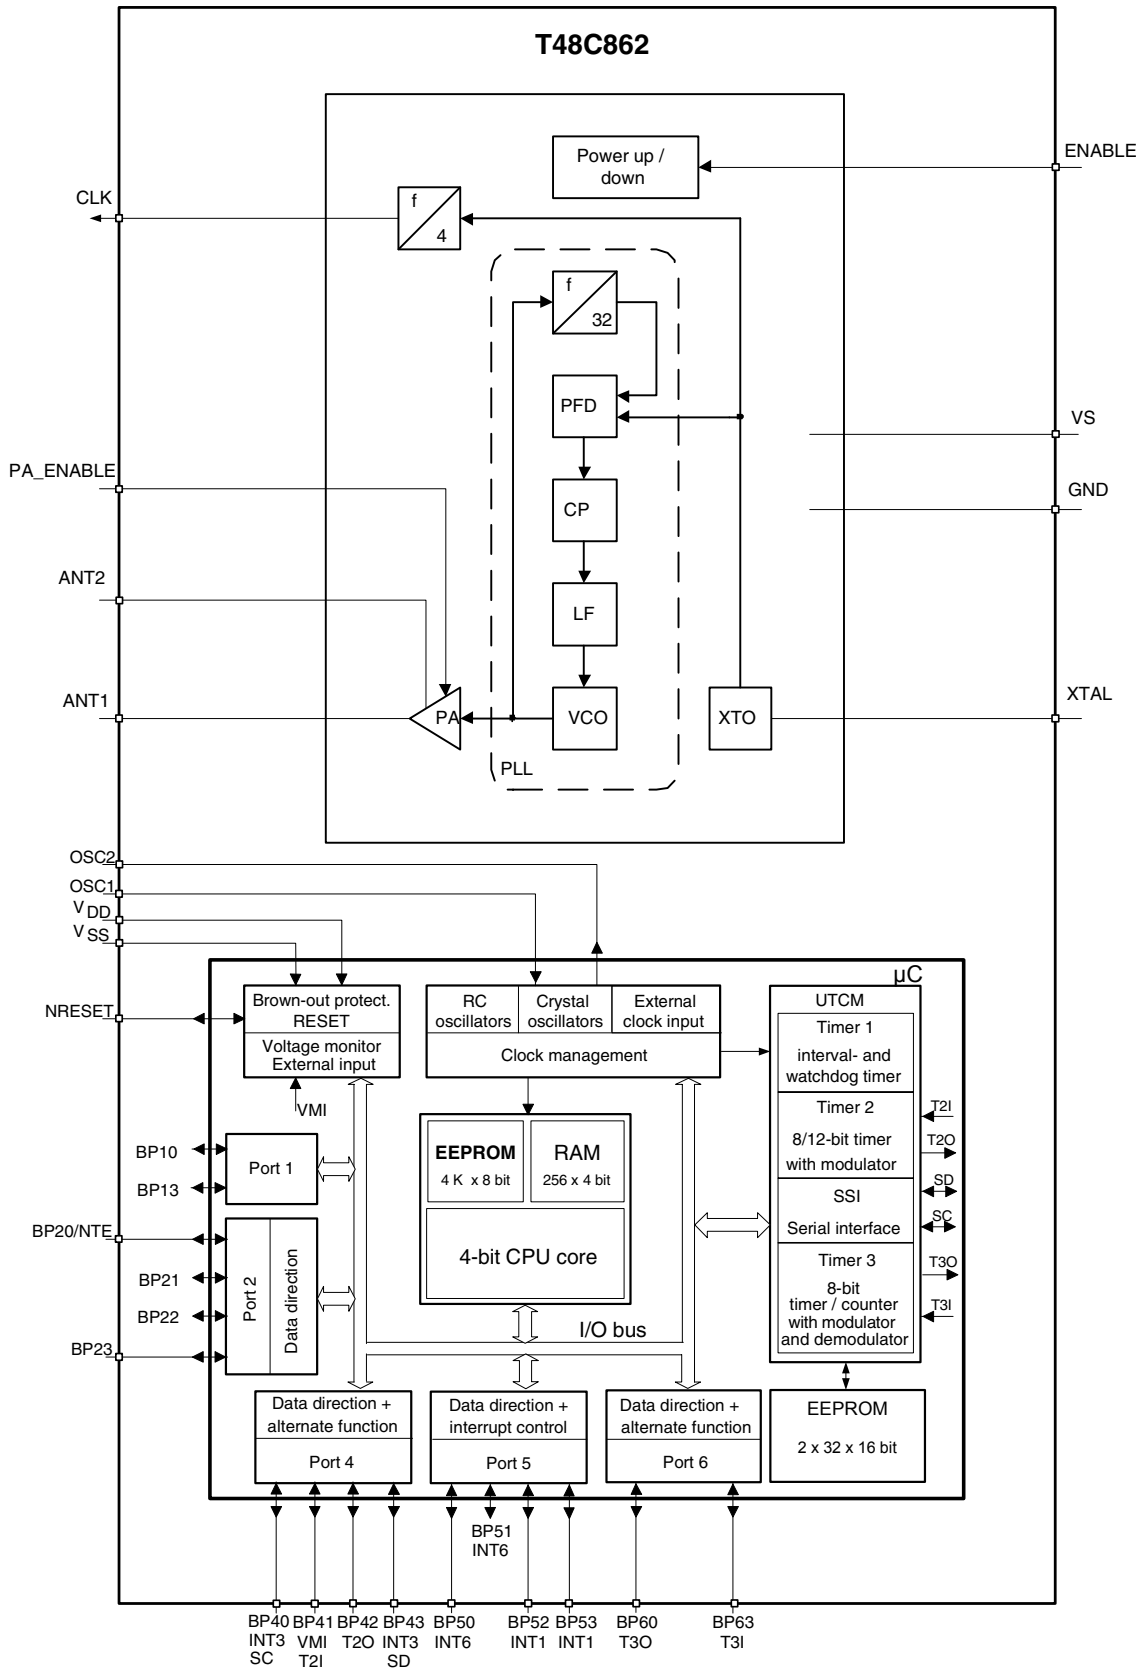 T48C862
Power up /
down
ENABLE
CLK
f
4
f
32
PFD
VS
PA_ENABLE
CP
GND
ANT2
LF
ANT1
PA
VCO
XTO
XTAL
PLL
OSC2
OSC1
V DD
V SS
µC
NRESET
Brown-out protect.
RESET
Voltage monitor
External input
VMI
RC
oscillators
Crystal
oscillators
External
clock input
Clock management
UTCM
Timer 1
interval- and
watchdog timer
Timer 2
8/12-bit timer
with modulator
SSI
Serial interface
Timer 3
8-bit
timer / counter
with modulator
and demodulator
T2I
T2O
SD
SC
T3O
T3I
EEPROM
4 K x 8 bit
RAM
256 x 4 bit
4-bit CPU core
I/O bus
BP10
BP13
Port 1
BP20/NTE
BP21
BP22
BP23
Port 2
Data direction
Data direction +
alternate function
Port 4
Data direction +
interrupt control
Port 5
Data direction +
alternate function
Port 6
EEPROM
2 x 32 x 16 bit
BP51
INT6
BP40
INT3
SC
BP41
VMI
T2I
BP42
T2O
BP43
INT3
SD
BP50
INT6
BP52
INT1
BP53
INT1
BP60
T3O
BP63
T3I